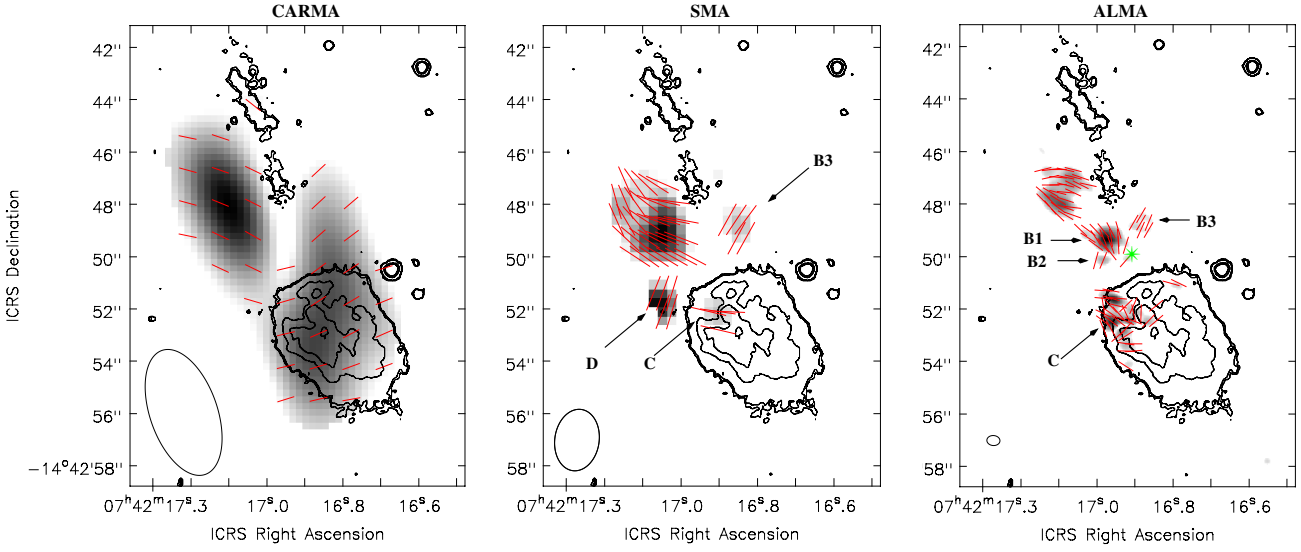 CARMA
SMA
ALMA
42''
44''
46''
48''
50''
52''
54''
56''
−14°42'58''
ICRS Declination
07ʰ42ᵐ17ˢ.3
17ˢ.0
16ˢ.8
16ˢ.6
ICRS Right Ascension
42''
44''
46''
48''
50''
52''
54''
56''
58''
B3
D
C
07ʰ42ᵐ17ˢ.3
17ˢ.0
16ˢ.8
16ˢ.6
ICRS Right Ascension
42''
44''
46''
48''
50''
52''
54''
56''
58''
B3
B1
B2
C
07ʰ42ᵐ17ˢ.3
17ˢ.0
16ˢ.8
16ˢ.6
ICRS Right Ascension